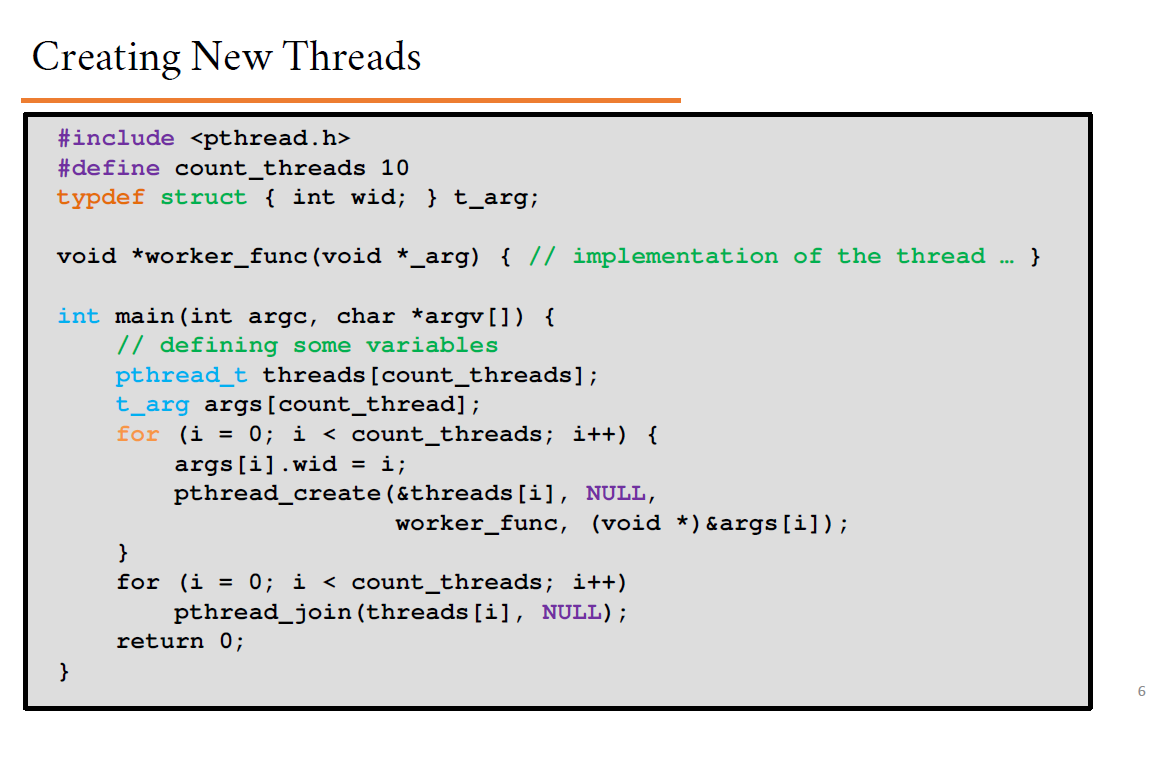 Creating New Threads
#include <pthread.h>
#define count_threads 10
typdef struct { int wid; } t_arg;
void *worker_func(void *_arg) { // implementation of the thread … }
int main(int argc, char *argv[]) {
// defining some variables
pthread_t threads[count_threads];
t_arg args[count_thread];
for (i = 0; i < count_threads; i++) {
args[i].wid = i;
pthread_create(&threads[i], NULL,
worker_func, (void *)&args[i]);
}
for (i = 0; i < count_threads; i++)
pthread_join(threads[i], NULL);
return 0;
}
6